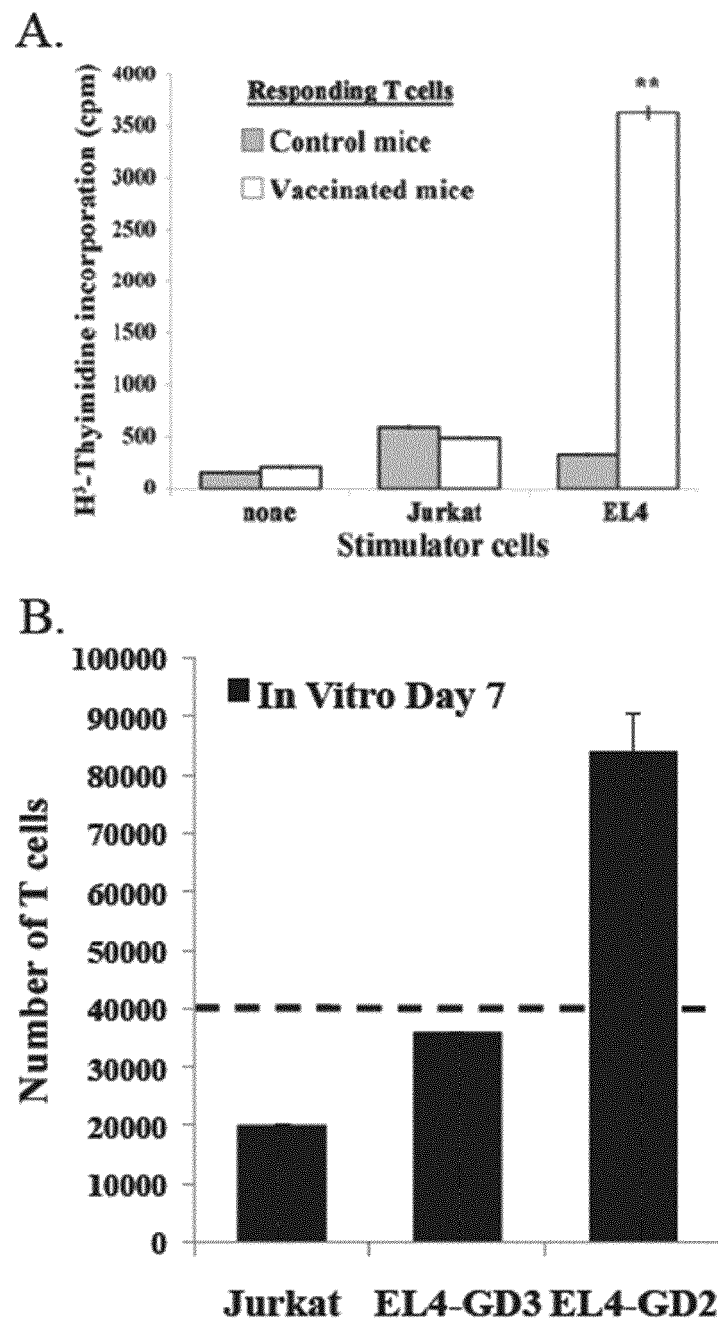 A.
H³-Thyimidine incorporation (cpm)
4000
3500
3000
2500
2000
1500
1000
500
0
Responding T cells
Control mice
Vaccinated mice
**
none Jurkat EL4
Stimulator cells
B.
Number of T cells
100000
90000
80000
70000
60000
50000
40000
30000
20000
10000
0
In Vitro Day 7
Jurkat EL4-GD3 EL4-GD2